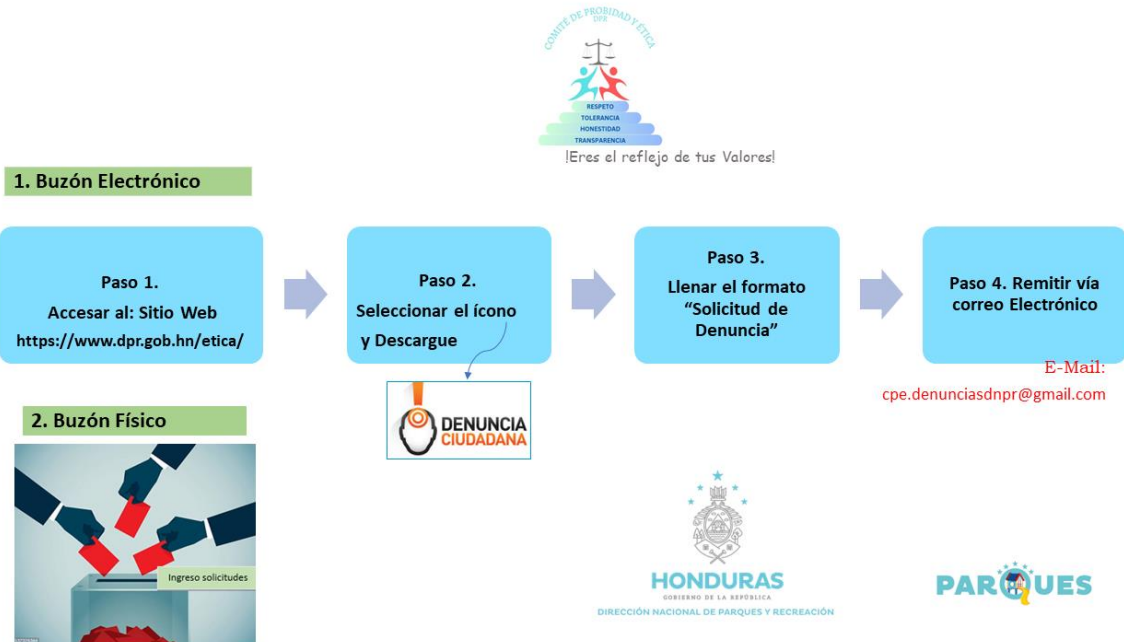 COMITÉ DE PROBIDAD Y ÉTICA
DPR
RESPETO
TOLERANCIA
HONESTIDAD
TRANSPARENCIA
!Eres el reflejo de tus Valores!
1. Buzón Electrónico
Paso 1.
Accesar al: Sitio Web
https://www.dpr.gob.hn/etica/
Paso 2.
Seleccionar el ícono
y Descargue
Paso 3.
Llenar el formato
“Solicitud de
Denuncia”
Paso 4. Remitir vía
correo Electrónico
E-Mail:
cpe.denunciasdnpr@gmail.com
DENUNCIA
CIUDADANA
2. Buzón Físico
Ingreso solicitudes
HONDURAS
GOBIERNO DE LA REPÚBLICA
DIRECCIÓN NACIONAL DE PARQUES Y RECREACIÓN
PARQUES